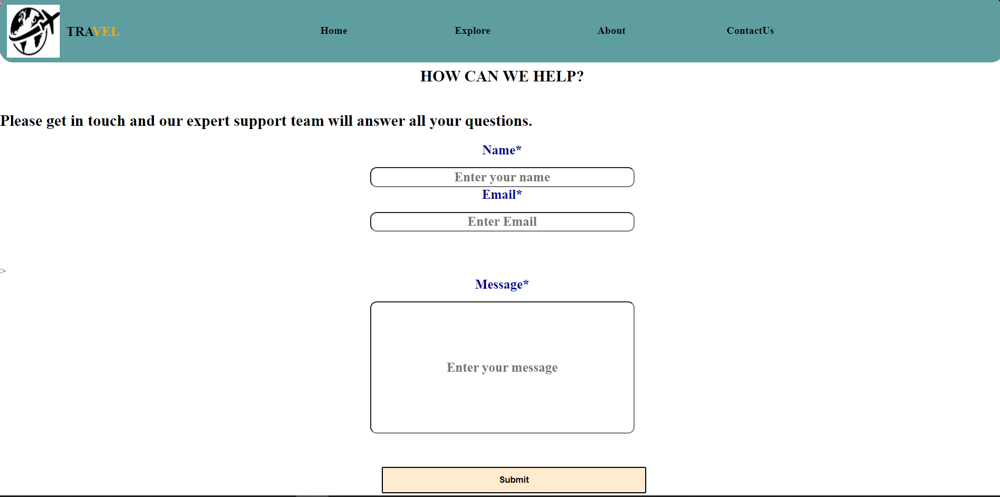 TRAVEL Home Explore About ContactUs
HOW CAN WE HELP?
Please get in touch and our expert support team will answer all your questions.
Name*
Enter your name
Email*
Enter Email
>
Message*
Enter your message
Submit